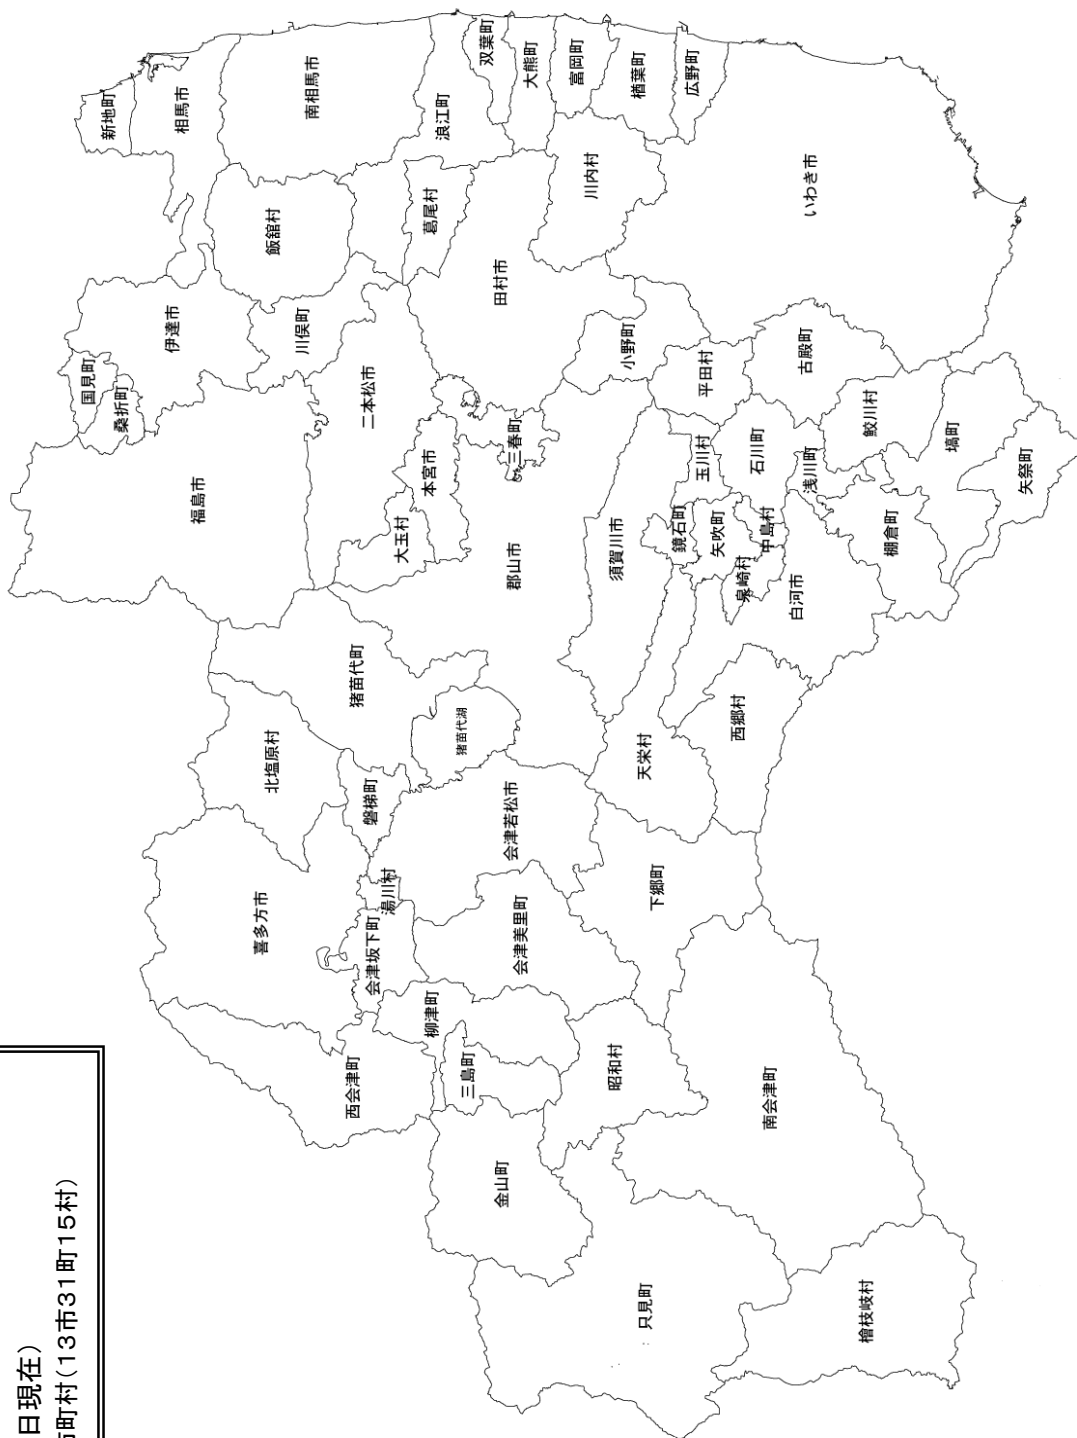 日現在）
市町村（１３市３１町１５村）
新地町
相馬市
南相馬市
浪江町
双葉町
大熊町
富岡町
楢葉町
広野町
飯舘村
葛尾村
川内村
いわき市
伊達市
国見町
桑折町
川俣町
二本松市
田村市
小野町
平田村
古殿町
福島市
本宮市
大玉村
三春町
郡山市
須賀川市
鏡石町
玉川村
矢吹町
石川町
浅川町
中島村
泉崎村
白河市
鮫川村
塙町
棚倉町
矢祭町
猪苗代町
猪苗代湖
北塩原村
磐梯町
会津若松市
天栄村
西郷村
喜多方市
湯川村
会津坂下町
会津美里町
下郷町
西会津町
柳津町
三島町
昭和村
南会津町
金山町
只見町
檜枝岐村